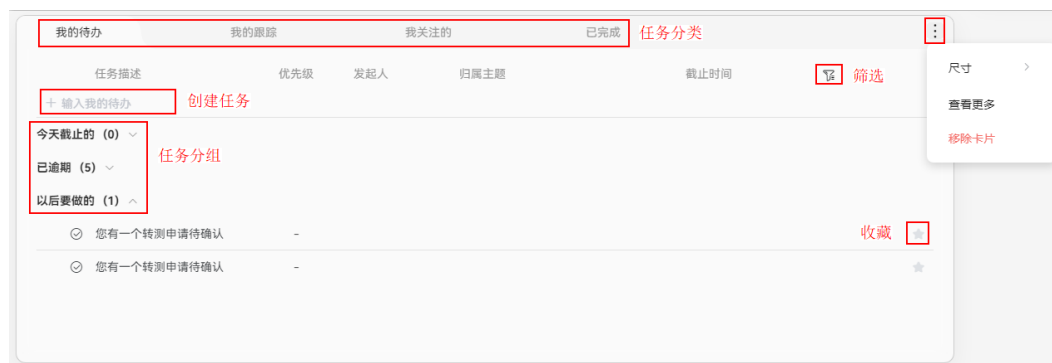 我的待办 我的跟踪 我关注的 已完成 任务分类
任务描述 优先级 发起人 归属主题 截止时间 筛选
+ 输入我的待办 创建任务
今天截止的（0）
任务分组
已逾期（5）
以后要做的（1）
您有一个转测申请待确认 - 收藏
您有一个转测申请待确认 -
尺寸
查看更多
移除卡片